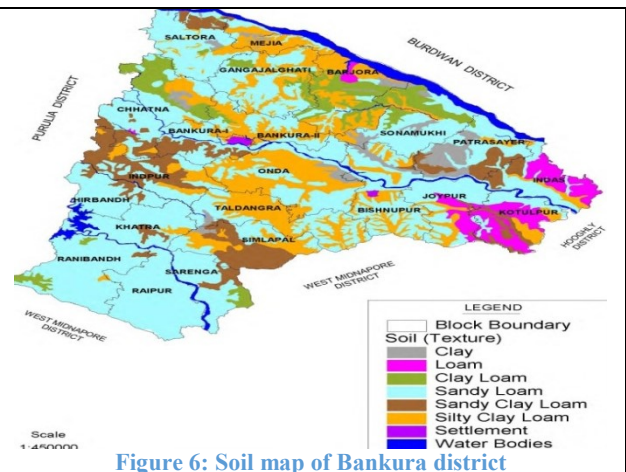 SALTORA
MEJIA
BURDWAN DISTRICT
GANGAJALGHATI
BARJORA
PURULIA DISTRICT
CHHATNA
BANKURA-I
BANKURA-II
SONAMUKHI
PATRASAYER
INDPUR
ONDA
INDAS
HIRBANDH
TALDANGRA
BISHNUPUR
JOYPUR
KOTULPUR
KHATRA
SIMLAPAL
HOOGHLY
DISTRICT
RANIBANDH
SARENGA
RAIPUR
WEST MIDNAPORE
DISTRICT
WEST MIDNAPORE
DISTRICT
LEGEND
Block Boundary
Soil (Texture)
Clay
Loam
Clay Loam
Sandy Loam
Sandy Clay Loam
Silty Clay Loam
Settlement
Water Bodies
Scale
1:450000
Figure 6: Soil map of Bankura district